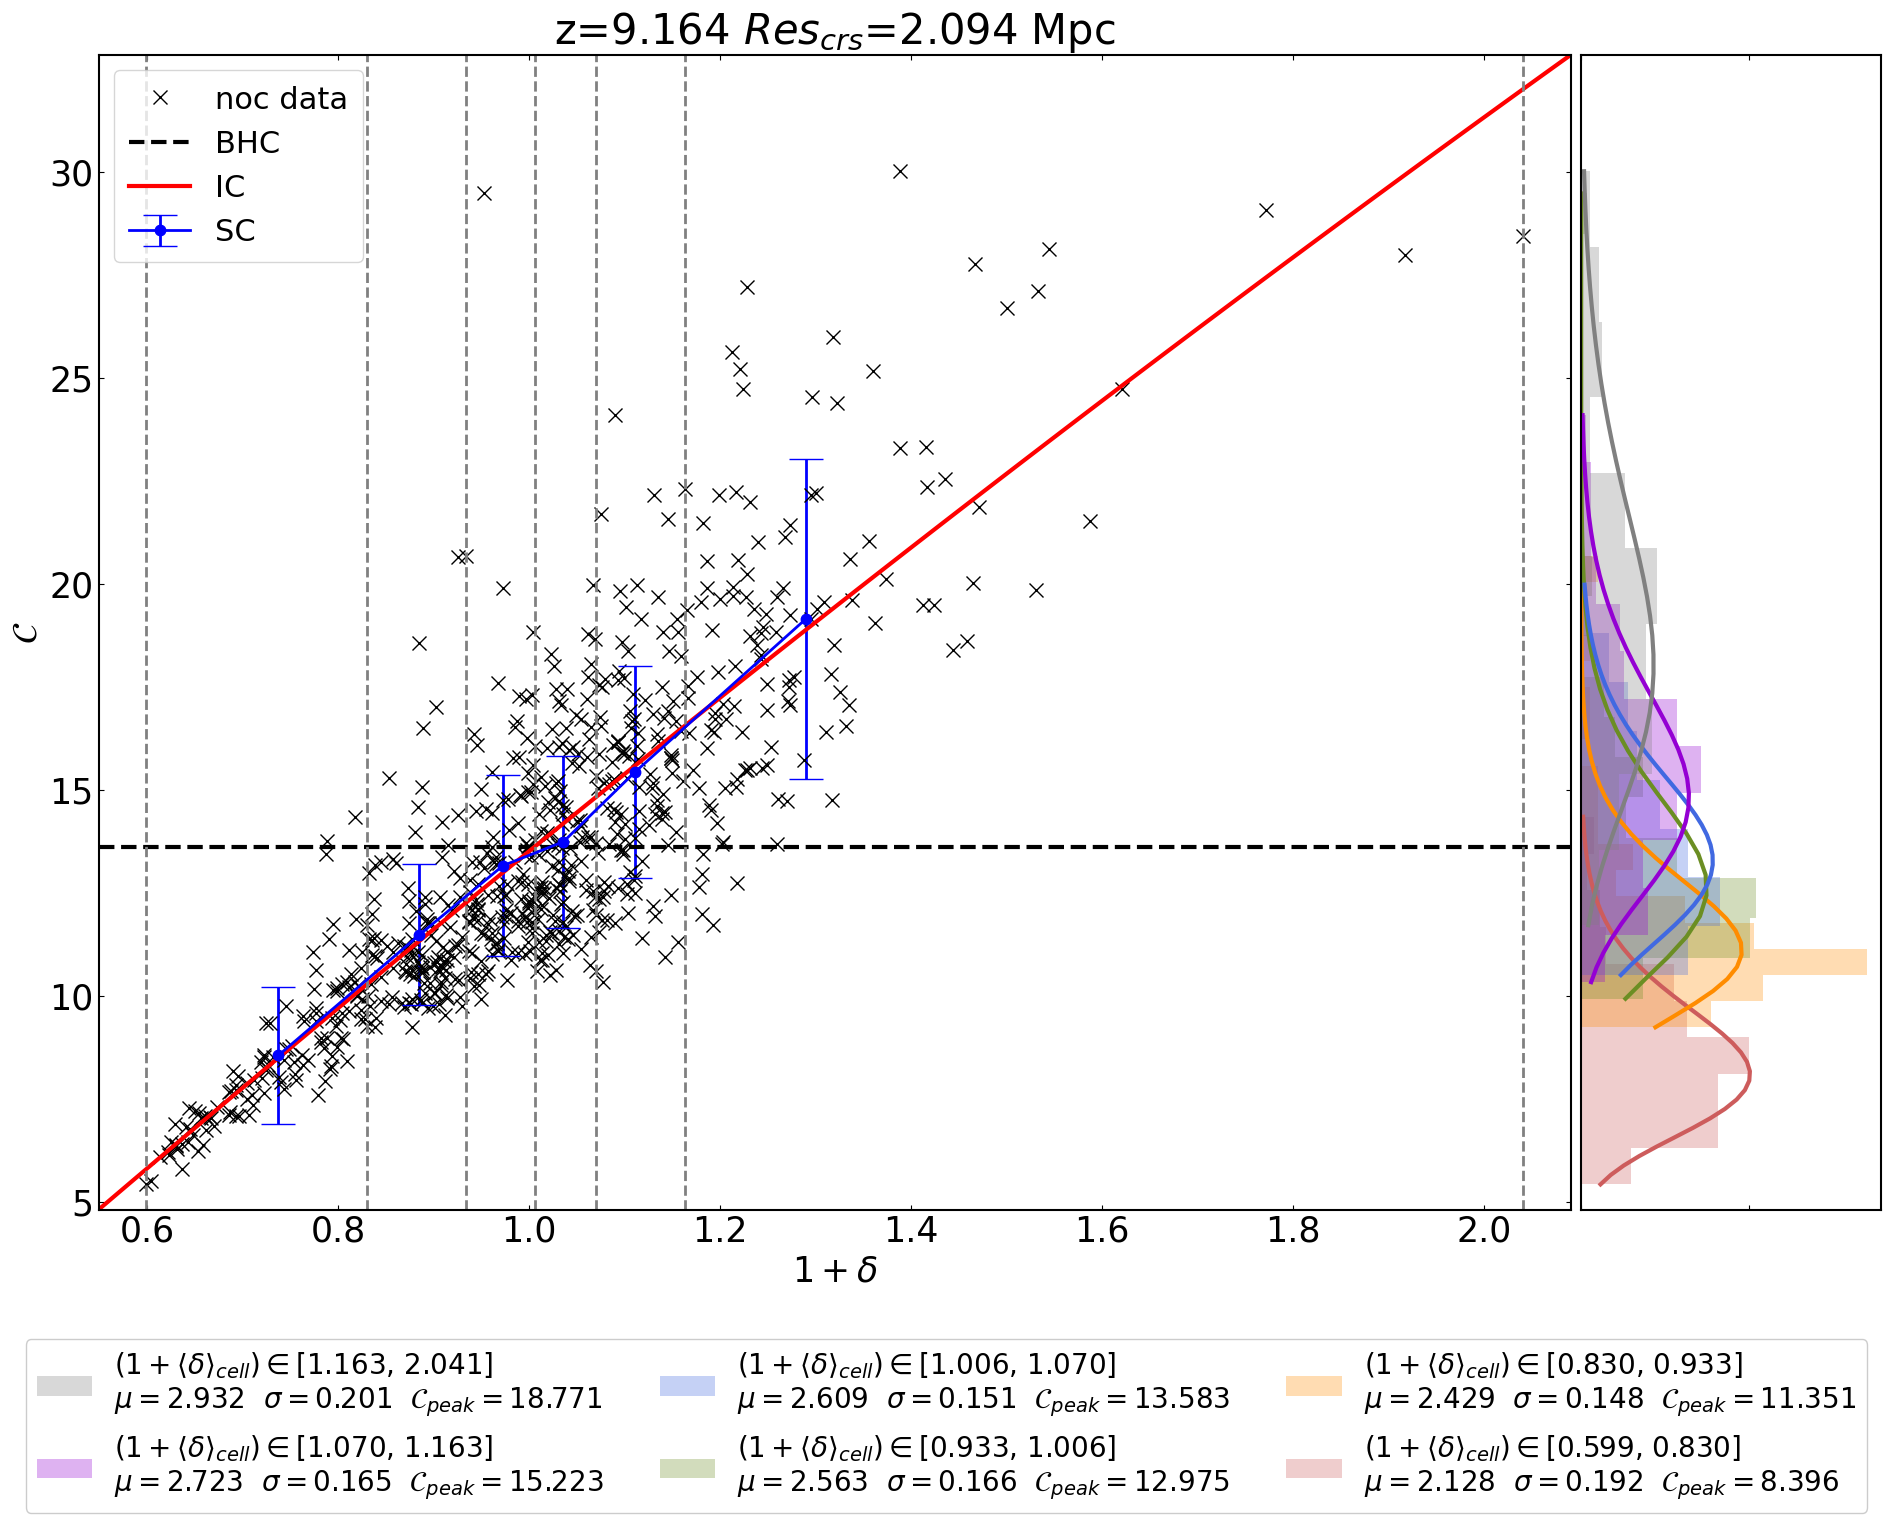 z=9.164 Res_crs=2.094 Mpc
noc data
BHC
IC
SC
30
25
20
15
10
5
𝒞
0.6 0.8 1.0 1.2 1.4 1.6 1.8 2.0
1 + δ
(1 + ⟨δ⟩_cell) ∈ [1.163, 2.041]
μ = 2.932 σ = 0.201 𝒞_peak = 18.771
(1 + ⟨δ⟩_cell) ∈ [1.070, 1.163]
μ = 2.723 σ = 0.165 𝒞_peak = 15.223
(1 + ⟨δ⟩_cell) ∈ [1.006, 1.070]
μ = 2.609 σ = 0.151 𝒞_peak = 13.583
(1 + ⟨δ⟩_cell) ∈ [0.933, 1.006]
μ = 2.563 σ = 0.166 𝒞_peak = 12.975
(1 + ⟨δ⟩_cell) ∈ [0.830, 0.933]
μ = 2.429 σ = 0.148 𝒞_peak = 11.351
(1 + ⟨δ⟩_cell) ∈ [0.599, 0.830]
μ = 2.128 σ = 0.192 𝒞_peak = 8.396